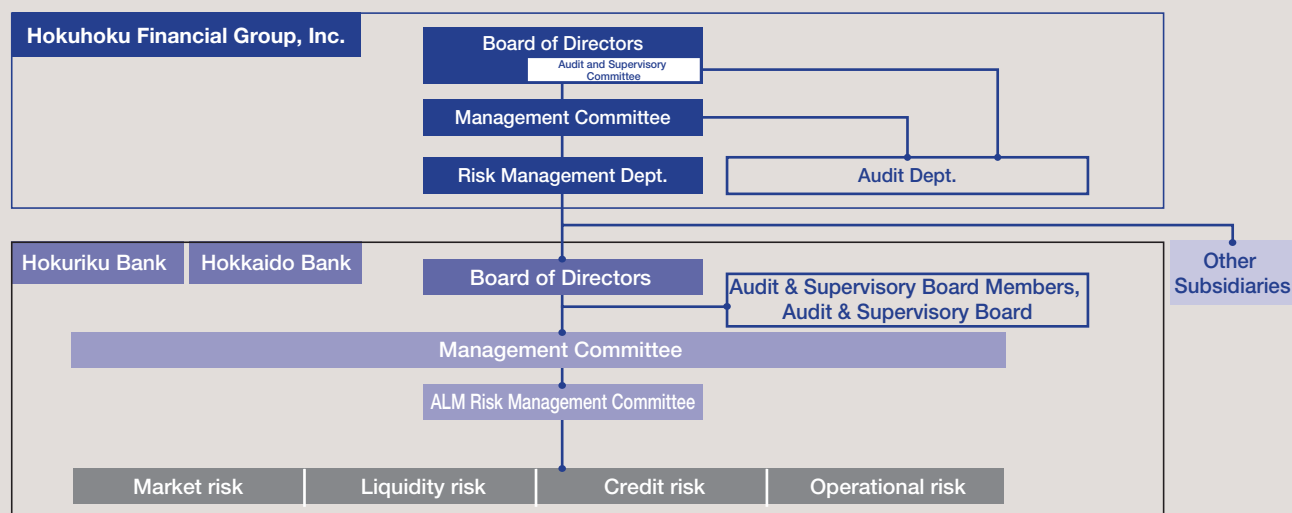 Hokuhoku Financial Group, Inc.
Board of Directors
Audit and Supervisory
Committee
Management Committee
Risk Management Dept.
Audit Dept.
Hokuriku Bank
Hokkaido Bank
Board of Directors
Other
Subsidiaries
Audit & Supervisory Board Members,
Audit & Supervisory Board
Management Committee
ALM Risk Management Committee
Market risk
Liquidity risk
Credit risk
Operational risk